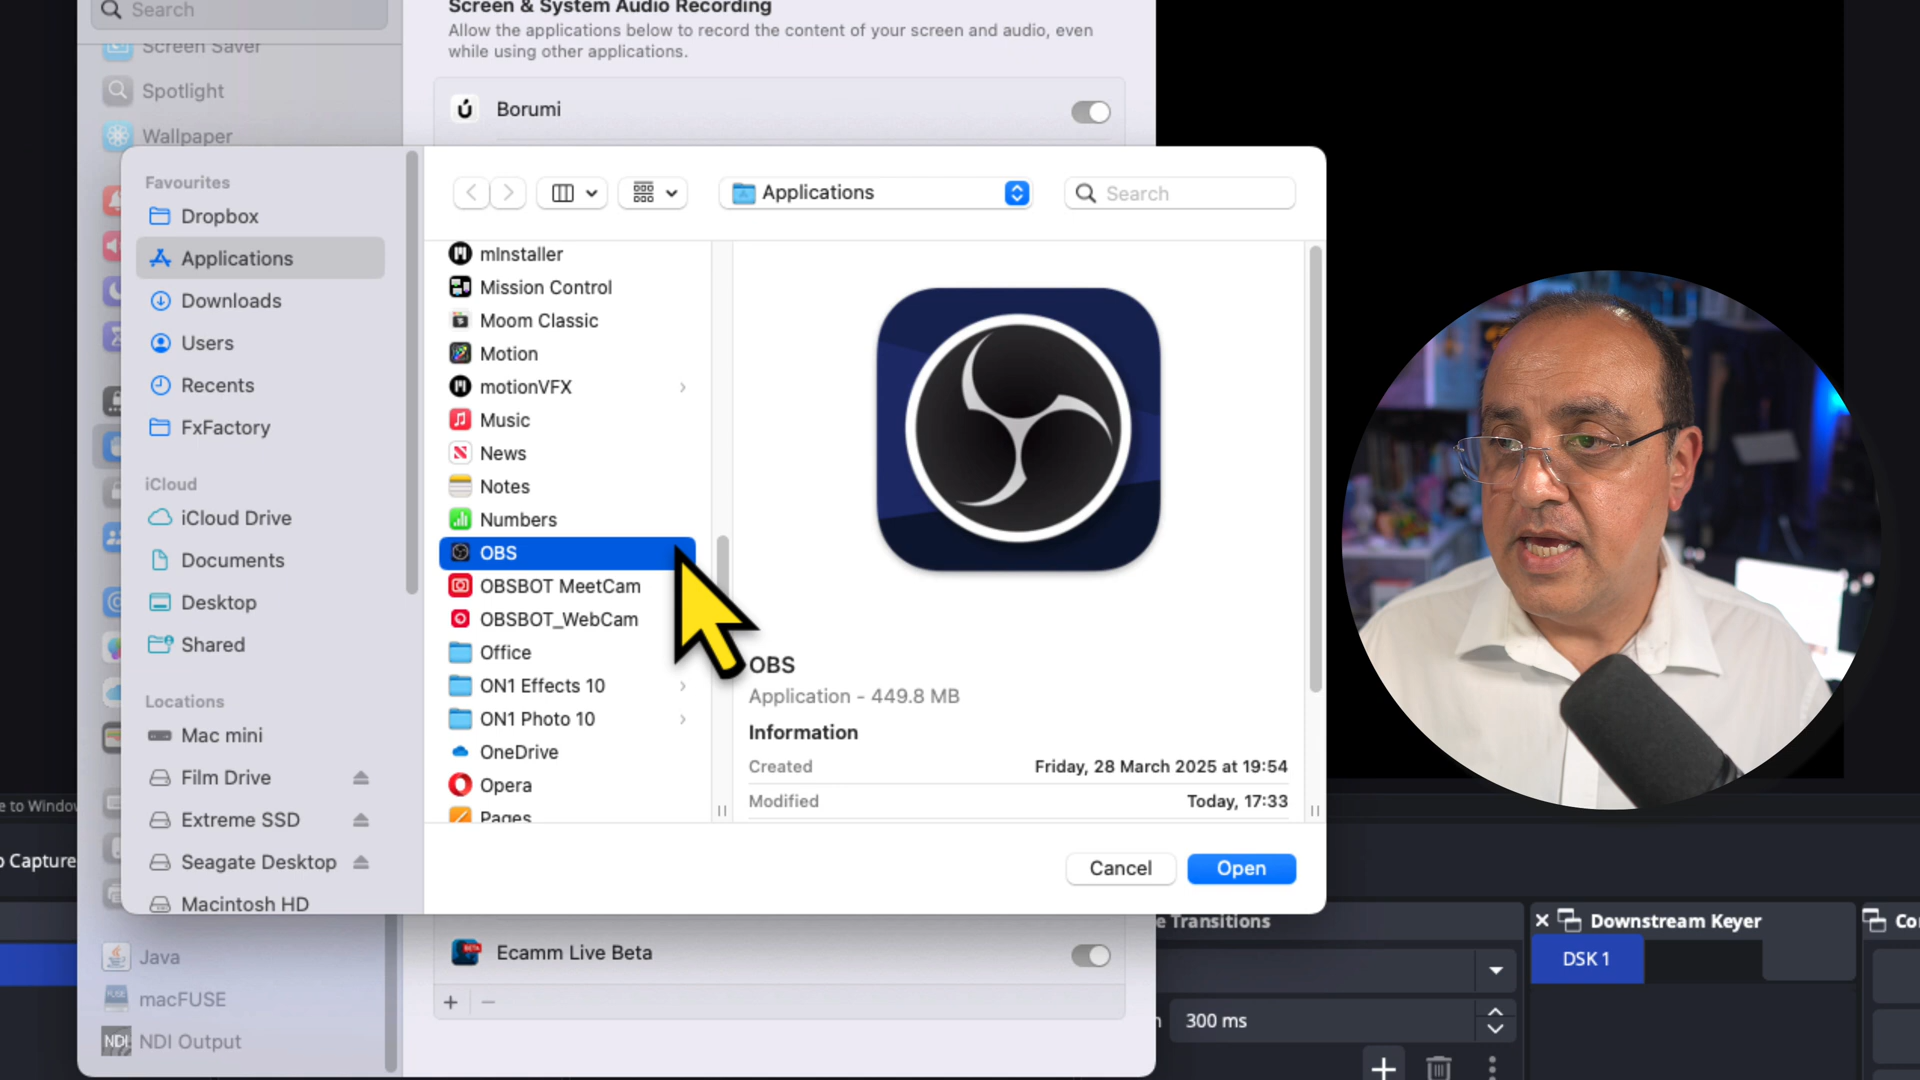 Search
Screen Saver
Spotlight
Wallpaper
Screen & System Audio Recording
Allow the applications below to record the content of your screen and audio, even
while using other applications.
Borumi
Favourites
Dropbox
Applications
Downloads
Users
Recents
FxFactory
iCloud
iCloud Drive
Documents
Desktop
Shared
Locations
Mac mini
Film Drive
Extreme SSD
Seagate Desktop
Macintosh HD
Applications
Search
mInstaller
Mission Control
Moom Classic
Motion
motionVFX
Music
News
Notes
Numbers
OBS
OBSBOT MeetCam
OBSBOT_WebCam
Office
ON1 Effects 10
ON1 Photo 10
OneDrive
Opera
Pages
OBS
Application - 449.8 MB
Information
Created Friday, 28 March 2025 at 19:54
Modified Today, 17:33
Cancel Open
Java
macFUSE
NDI Output
Ecamm Live Beta
e to Window
Capture
Transitions
300 ms
Downstream Keyer
DSK 1